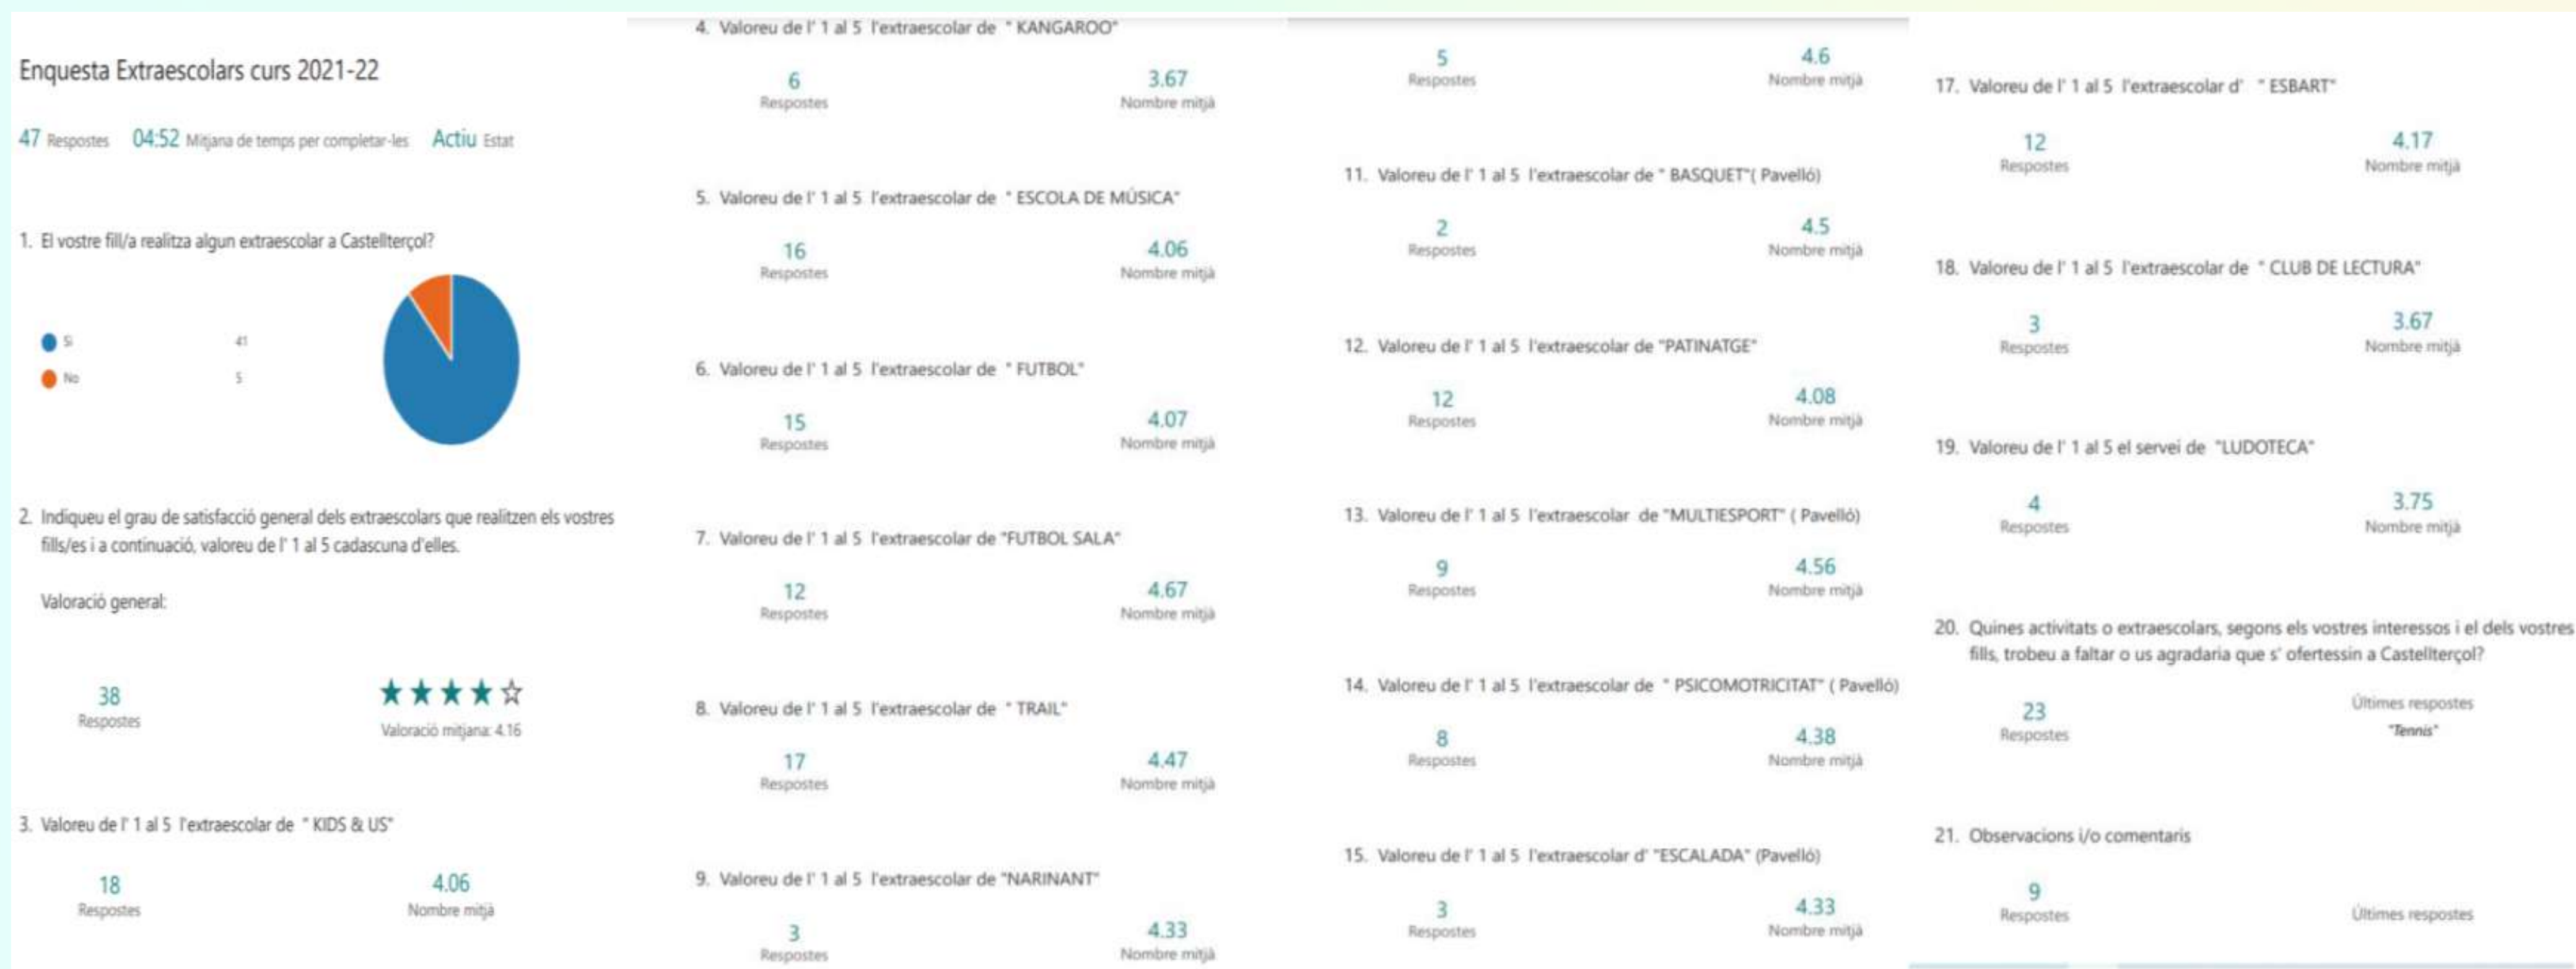 Enquesta Extraescolars curs 2021-22
47 Respostes 04:52 Mitjana de temps per completar-les Actiu Estat
1. El vostre fill/a realitza algun extraescolar a Castellterçol?
Si 41
No 5
2. Indiqueu el grau de satisfacció general dels extraescolars que realitzen els vostres
fills/es i a continuació, valoreu de l' 1 al 5 cadascuna d'elles.
Valoració general:
38
Respostes
Valoració mitjana: 4.16
3. Valoreu de l' 1 al 5 l'extraescolar de " KIDS & US"
18 4.06
Respostes Nombre mitjà
4. Valoreu de l' 1 al 5 l'extraescolar de " KANGAROO"
6 3.67
Respostes Nombre mitjà
5. Valoreu de l' 1 al 5 l'extraescolar de " ESCOLA DE MÚSICA"
16 4.06
Respostes Nombre mitjà
6. Valoreu de l' 1 al 5 l'extraescolar de " FUTBOL"
15 4.07
Respostes Nombre mitjà
7. Valoreu de l' 1 al 5 l'extraescolar de "FUTBOL SALA"
12 4.67
Respostes Nombre mitjà
8. Valoreu de l' 1 al 5 l'extraescolar de " TRAIL"
17 4.47
Respostes Nombre mitjà
9. Valoreu de l' 1 al 5 l'extraescolar de "NARINANT"
3 4.33
Respostes Nombre mitjà
5 4.6
Respostes Nombre mitjà
11. Valoreu de l' 1 al 5 l'extraescolar de " BASQUET"( Pavelló)
2 4.5
Respostes Nombre mitjà
12. Valoreu de l' 1 al 5 l'extraescolar de "PATINATGE"
12 4.08
Respostes Nombre mitjà
13. Valoreu de l' 1 al 5 l'extraescolar de "MULTIESPORT" ( Pavelló)
9 4.56
Respostes Nombre mitjà
14. Valoreu de l' 1 al 5 l'extraescolar de " PSICOMOTRICITAT" ( Pavelló)
8 4.38
Respostes Nombre mitjà
15. Valoreu de l' 1 al 5 l'extraescolar d' "ESCALADA" (Pavelló)
3 4.33
Respostes Nombre mitjà
17. Valoreu de l' 1 al 5 l'extraescolar d' " ESBART"
12 4.17
Respostes Nombre mitjà
18. Valoreu de l' 1 al 5 l'extraescolar de " CLUB DE LECTURA"
3 3.67
Respostes Nombre mitjà
19. Valoreu de l' 1 al 5 el servei de "LUDOTECA"
4 3.75
Respostes Nombre mitjà
20. Quines activitats o extraescolars, segons els vostres interessos i el dels vostres
fills, trobeu a faltar o us agradaria que s' ofertessin a Castellterçol?
23 Últimes respostes
Respostes "Tennis"
21. Observacions i/o comentaris
9
Respostes Últimes respostes